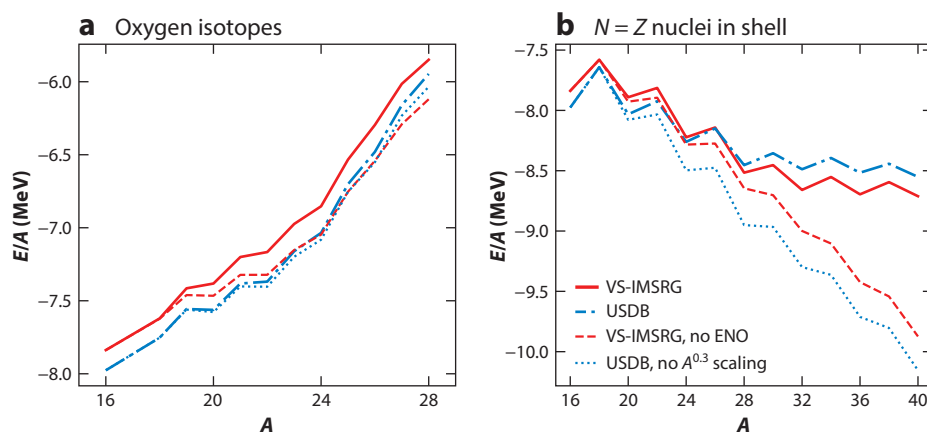 a Oxygen isotopes
−6.0
−6.5
−7.0
−7.5
−8.0
E/A (MeV)
16 20 24 28
A
b N = Z nuclei in shell
−7.5
−8.0
−8.5
−9.0
−9.5
−10.0
E/A (MeV)
VS-IMSRG
USDB
VS-IMSRG, no ENO
USDB, no A^0.3 scaling
16 20 24 28 32 36 40
A